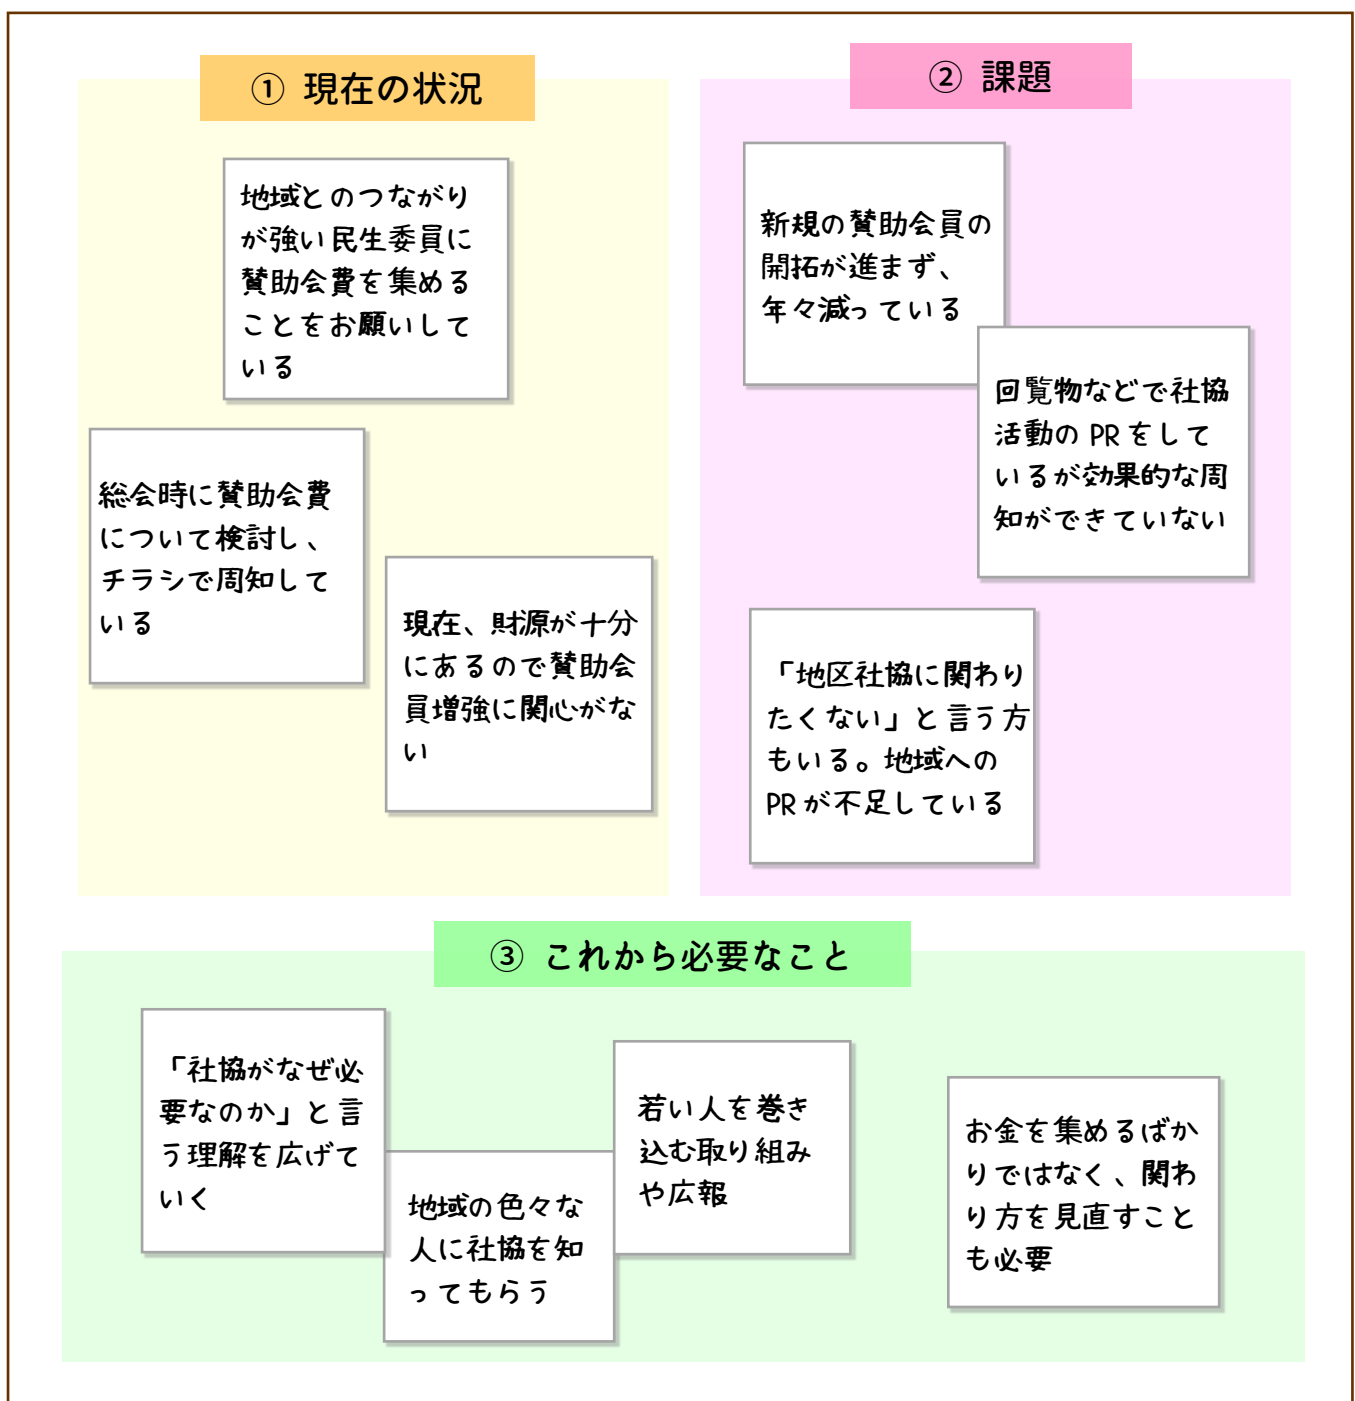 ① 現在の状況
地域とのつながり
が強い民生委員に
賛助会費を集める
ことをお願いして
いる
総会時に賛助会費
について検討し、
チラシで周知して
いる
現在、財源が十分
にあるので賛助会
員増強に関心がな
い
② 課題
新規の賛助会員の
開拓が進まず、
年々減っている
回覧物などで社協
活動の PR をして
いるが効果的な周
知ができていない
「地区社協に関わり
たくない」と言う方
もいる。地域への
PR が不足している
③ これから必要なこと
「社協がなぜ必
要なのか」と言
う理解を広げて
いく
地域の色々な
人に社協を知
ってもらう
若い人を巻き
込む取り組み
や広報
お金を集めるばか
りではなく、関わ
り方を見直すこと
も必要